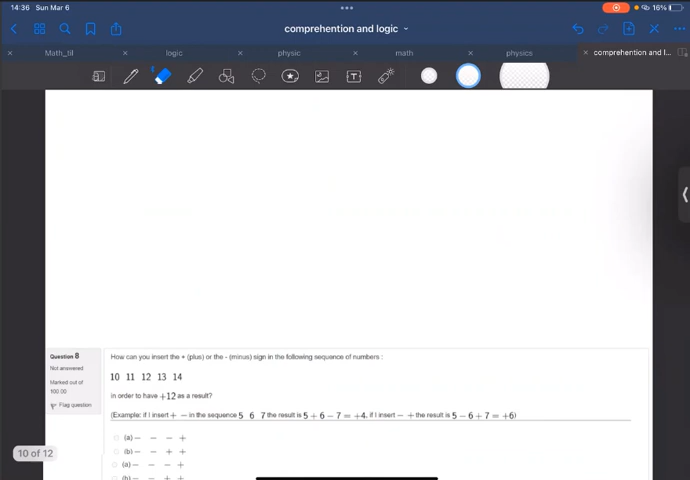 14:36 Sun Mar 6
16%
comprehention and logic
Math_til
logic
physic
math
physics
comprehention and l...
Question 8
Not answered
Marked out of
100.00
Flag question
How can you insert the + (plus) or the - (minus) sign in the following sequence of numbers :
10 11 12 13 14
in order to have +12 as a result?
(Example: if I insert + − in the sequence 5 6 7 the result is 5 + 6 − 7 = +4, if I insert − + the result is 5 − 6 + 7 = +6)
(a) − − − +
(b) − − + +
(a) − − − +
(b) − − + +
10 of 12